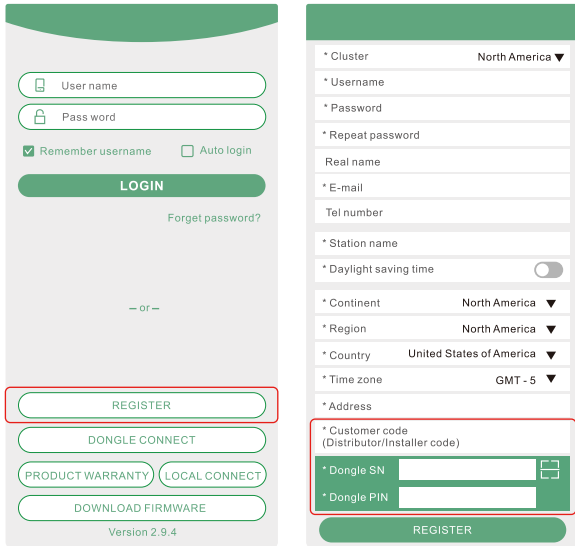 User name
Pass word
Remember username
Auto login
LOGIN
Forget password?
– or –
REGISTER
DONGLE CONNECT
PRODUCT WARRANTY
LOCAL CONNECT
DOWNLOAD FIRMWARE
Version 2.9.4
* Cluster North America ▼
* Username
* Password
* Repeat password
Real name
* E-mail
Tel number
* Station name
* Daylight saving time
* Continent North America ▼
* Region North America ▼
* Country United States of America ▼
* Time zone GMT - 5 ▼
* Address
* Customer code
(Distributor/Installer code)
* Dongle SN
* Dongle PIN
REGISTER